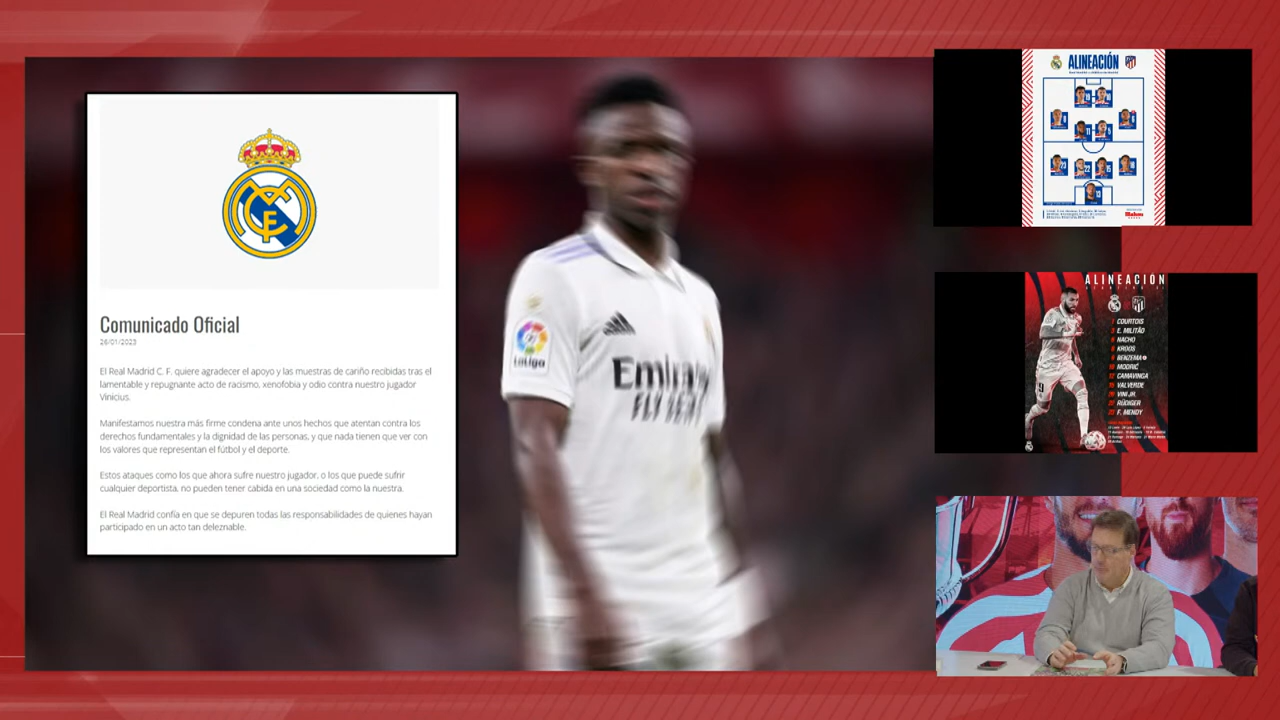 Comunicado Oficial
26/01/2023
El Real Madrid C. F. quiere agradecer el apoyo y las muestras de cariño recibidas tras el
lamentable y repugnante acto de racismo, xenofobia y odio contra nuestro jugador
Vinicius.
Manifestamos nuestra más firme condena ante unos hechos que atentan contra los
derechos fundamentales y la dignidad de las personas, y que nada tienen que ver con
los valores que representan el fútbol y el deporte.
Estos ataques como los que ahora sufre nuestro jugador, o los que puede sufrir
cualquier deportista, no pueden tener cabida en una sociedad como la nuestra.
El Real Madrid confía en que se depuren todas las responsabilidades de quienes hayan
participado en un acto tan deleznable.
LaLiga
Emirates
FLY
ALINEACIÓN
ALINEACIÓN
COURTOIS
E. MILITÃO
NACHO
KROOS
BENZEMA
MODRIĆ
CAMAVINGA
VALVERDE
VINI JR.
RÜDIGER
F. MENDY